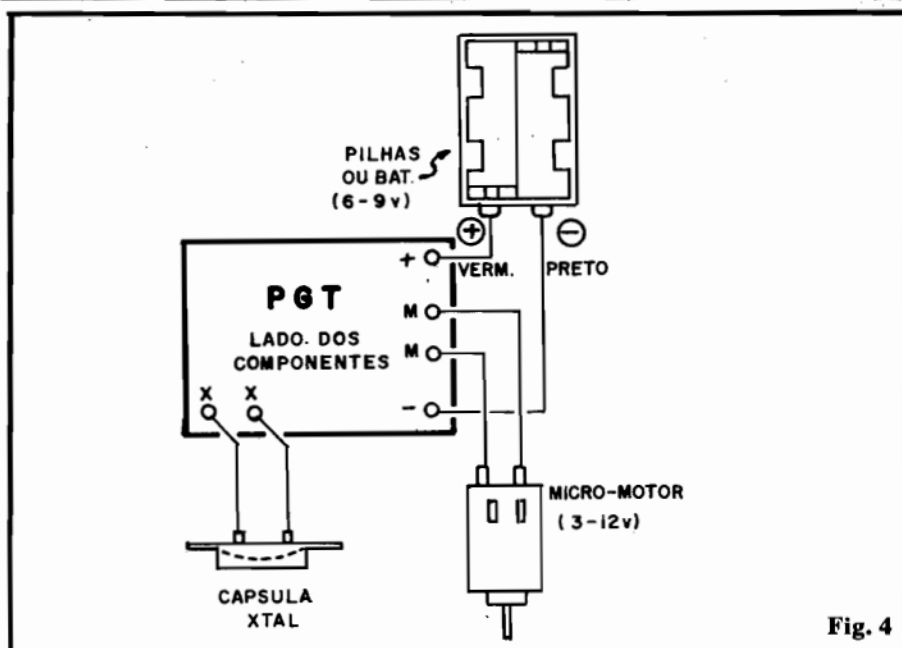 PILHAS
OU BAT.
(6-9v)
+
-
+
VERM.
PRETO
PGT
LADO. DOS
COMPONENTES
M
M
-
X X
MICRO-MOTOR
(3-12v)
CAPSULA
XTAL
Fig. 4